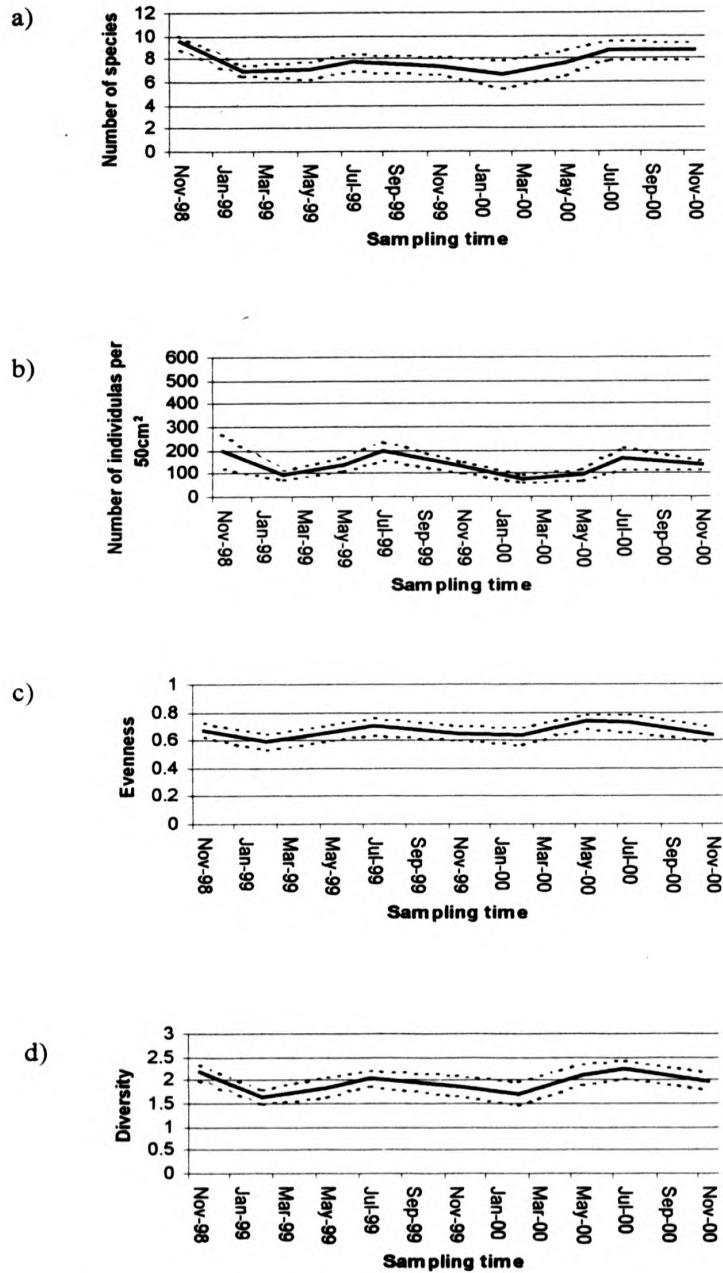 a)
Number of species
12
10
8
6
4
2
0
Nov-98
Jan-99
Mar-99
May-99
Jul-99
Sep-99
Nov-99
Jan-00
Mar-00
May-00
Jul-00
Sep-00
Nov-00
Sampling time
b)
Number of individulas per
50cm²
600
500
400
300
200
100
0
Nov-98
Jan-99
Mar-99
May-99
Jul-99
Sep-99
Nov-99
Jan-00
Mar-00
May-00
Jul-00
Sep-00
Nov-00
Sampling time
c)
Evenness
1
0.8
0.6
0.4
0.2
0
Nov-98
Jan-99
Mar-99
May-99
Jul-99
Sep-99
Nov-99
Jan-00
Mar-00
May-00
Jul-00
Sep-00
Nov-00
Sampling time
d)
Diversity
3
2.5
2
1.5
1
0.5
0
Nov-98
Jan-99
Mar-99
May-99
Jul-99
Sep-99
Nov-99
Jan-00
Mar-00
May-00
Jul-00
Sep-00
Nov-00
Sampling time